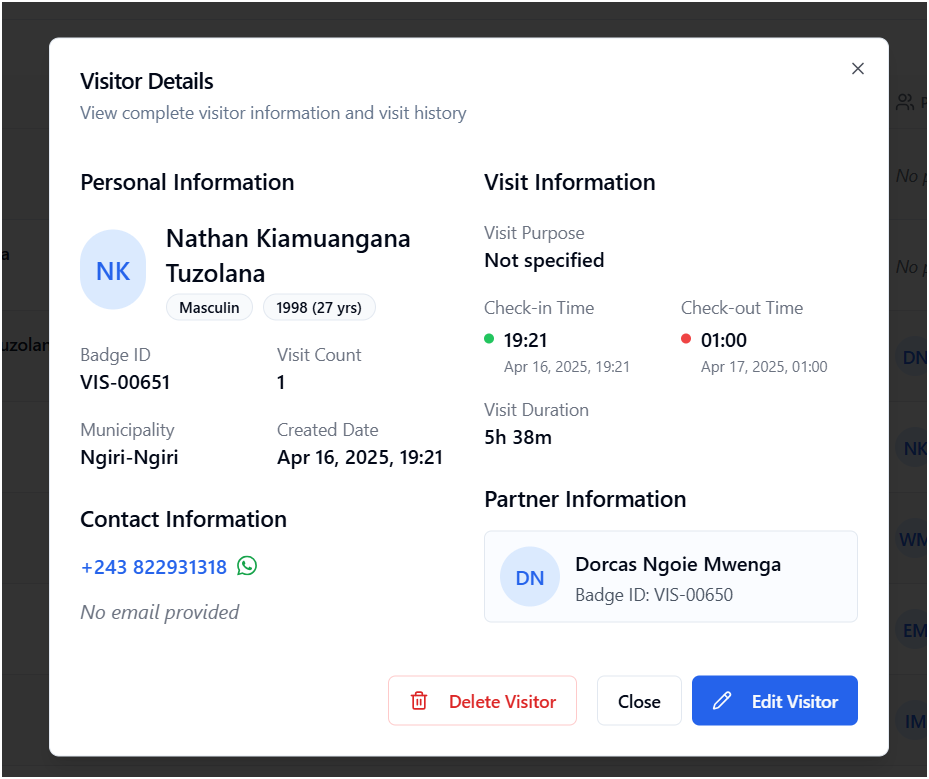 Visitor Details
View complete visitor information and visit history
Personal Information
NK
Nathan Kiamuangana
Tuzolana
Masculin
1998 (27 yrs)
Badge ID
VIS-00651
Visit Count
1
Municipality
Ngiri-Ngiri
Created Date
Apr 16, 2025, 19:21
Contact Information
+243 822931318
No email provided
Visit Information
Visit Purpose
Not specified
Check-in Time
19:21
Apr 16, 2025, 19:21
Check-out Time
01:00
Apr 17, 2025, 01:00
Visit Duration
5h 38m
Partner Information
DN
Dorcas Ngoie Mwenga
Badge ID: VIS-00650
Delete Visitor
Close
Edit Visitor
a
uzolan
P
No p
No p
DN
NK
WM
EM
IM